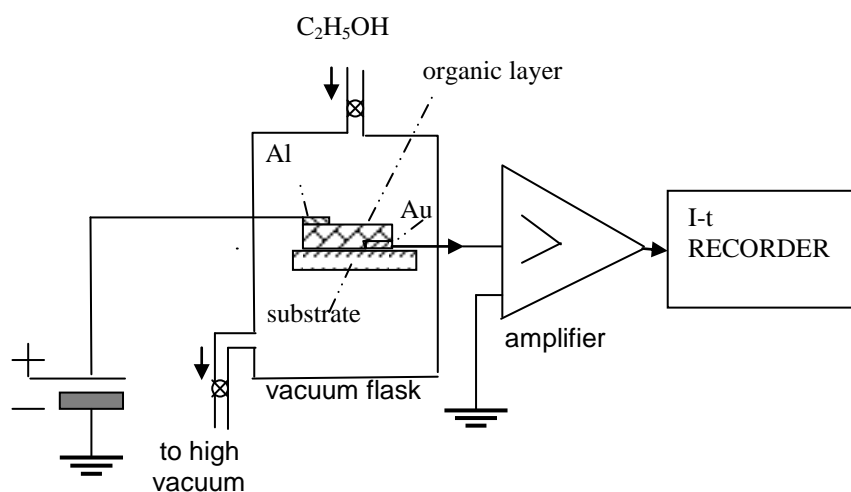 C₂H₅OH
organic layer
Al
Au
I-t
RECORDER
substrate
amplifier
+
vacuum flask
−
to high
vacuum